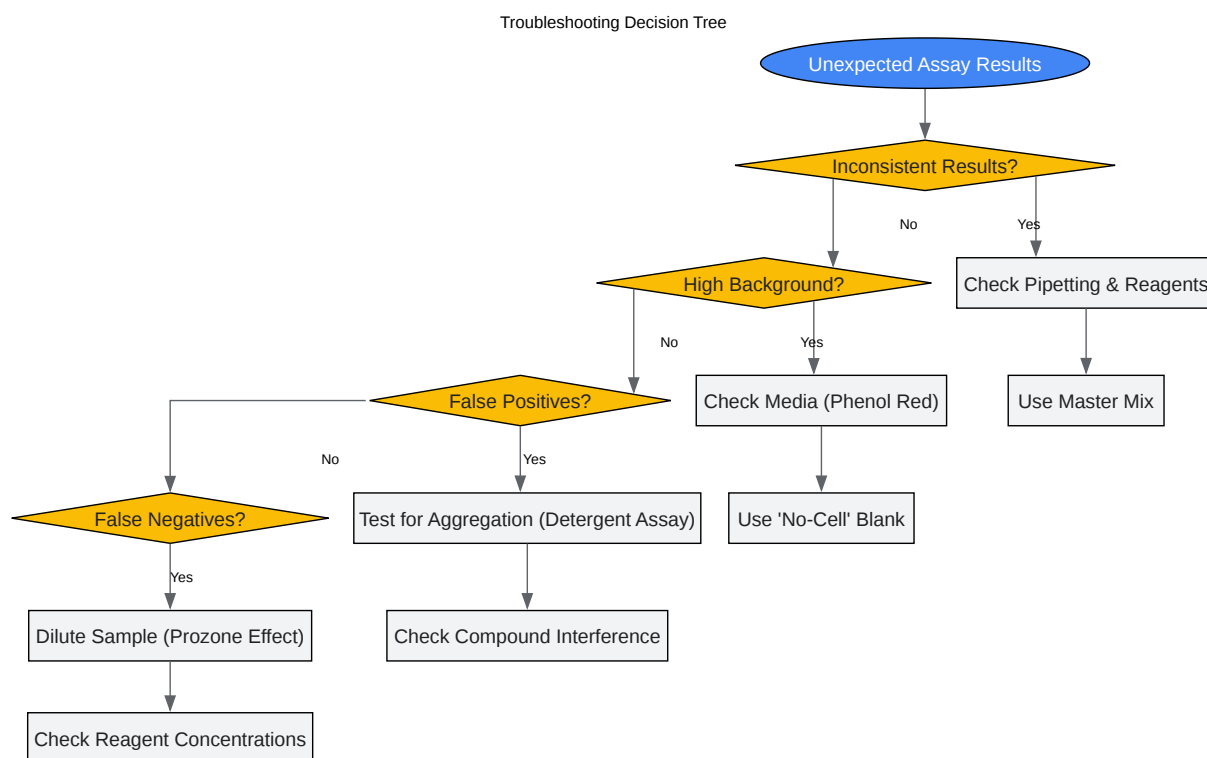 Troubleshooting Decision Tree
Unexpected Assay Results
Inconsistent Results?
No
Yes
High Background?
Check Pipetting & Reagents
No
Yes
False Positives?
Check Media (Phenol Red)
Use Master Mix
No
Yes
False Negatives?
Test for Aggregation (Detergent Assay)
Use 'No-Cell' Blank
Yes
Dilute Sample (Prozone Effect)
Check Compound Interference
Check Reagent Concentrations